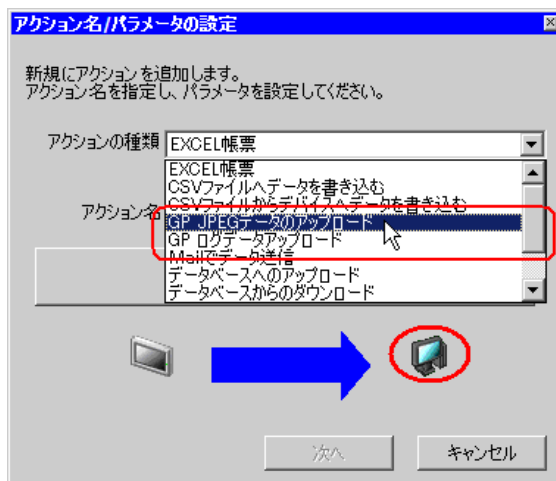 アクション名/パラメータの設定
新規にアクションを追加します。
アクション名を指定し、パラメータを設定してください。
アクションの種類 EXCEL帳票
EXCEL帳票
CSVファイルへデータを書き込む
CSVファイルからデバイスへデータを書き込む
アクション名
GP JPEGデータのアップロード
GP ログデータアップロード
Mailでデータ送信
データベースへのアップロード
データベースからのダウンロード
次へ
キャンセル